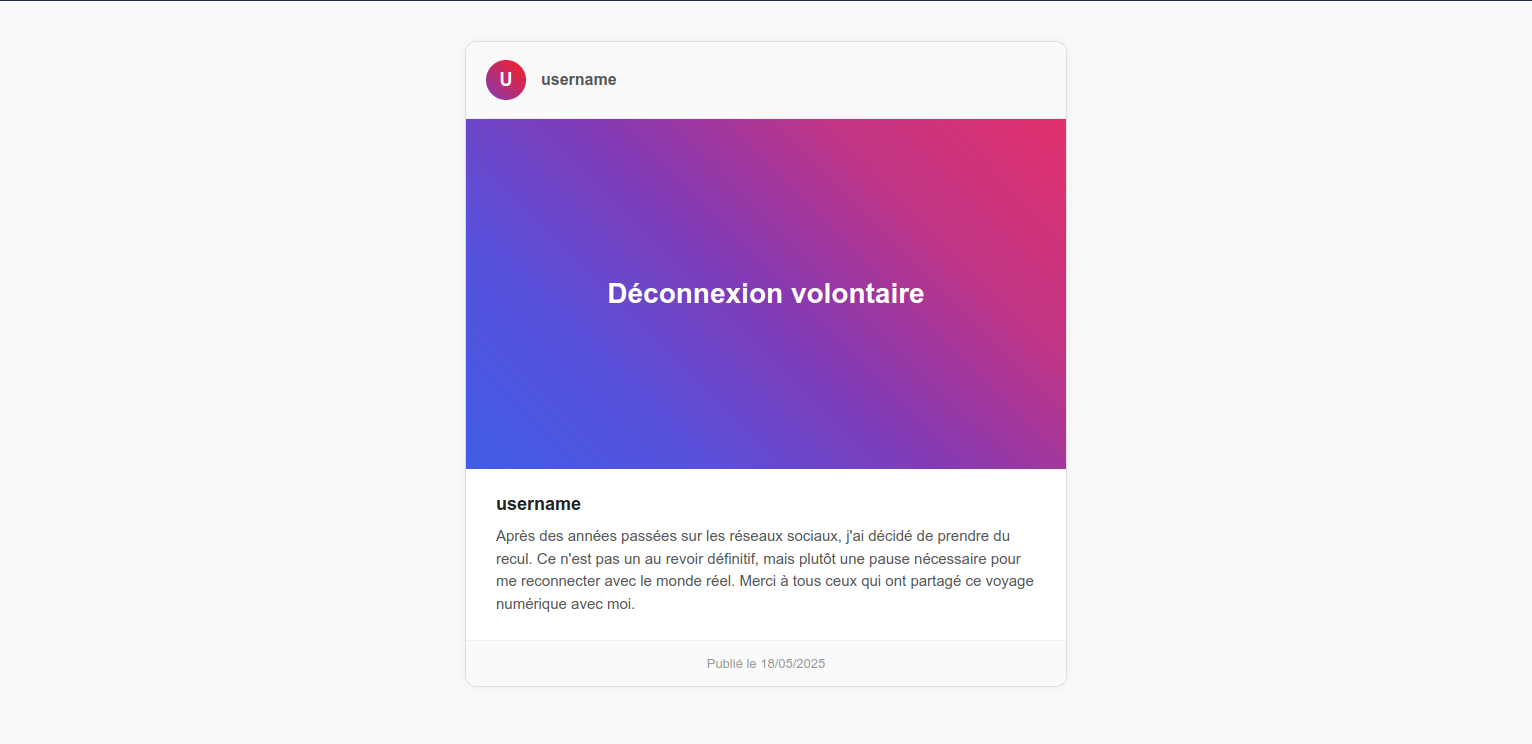 U
username
Déconnexion volontaire
username
Après des années passées sur les réseaux sociaux, j'ai décidé de prendre du
recul. Ce n'est pas un au revoir définitif, mais plutôt une pause nécessaire pour
me reconnecter avec le monde réel. Merci à tous ceux qui ont partagé ce voyage
numérique avec moi.
Publié le 18/05/2025